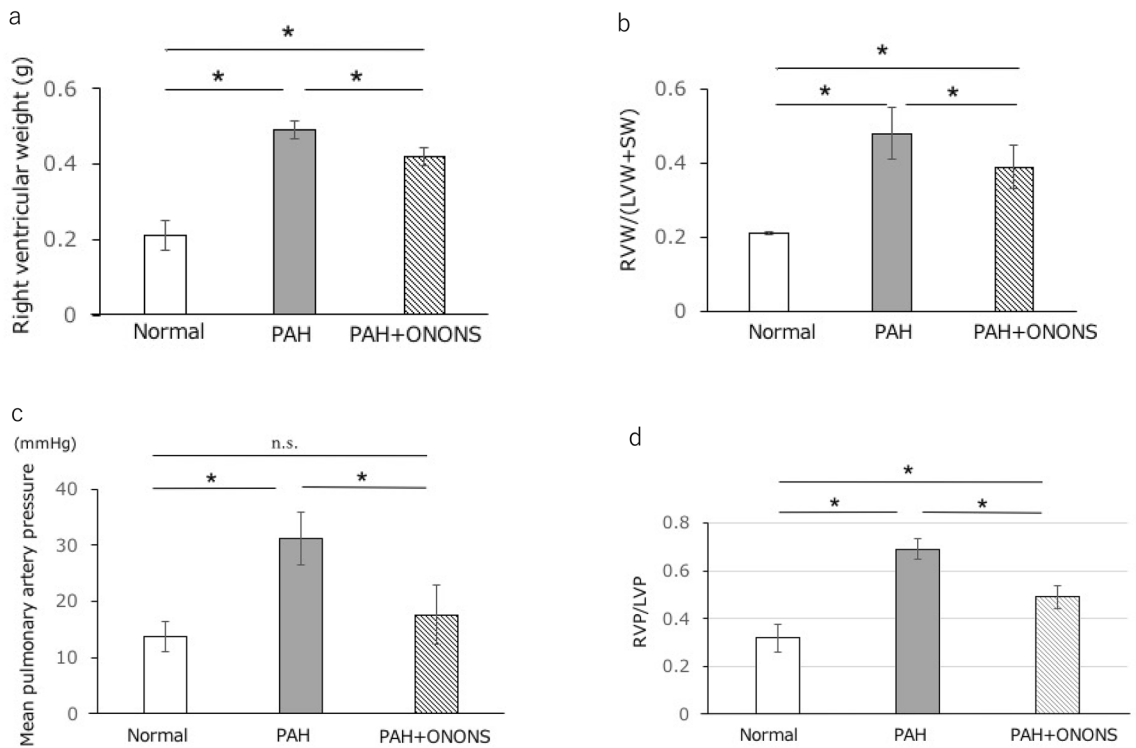 a
Right ventricular weight (g)
*
* *
0.6
0.4
0.2
0
Normal PAH PAH+ONONS
b
RVW/(LVW+SW)
*
* *
0.6
0.4
0.2
0
Normal PAH PAH+ONONS
c
(mmHg)
Mean pulmonary artery pressure
n.s.
* *
40
30
20
10
0
Normal PAH PAH+ONONS
d
RVP/LVP
*
* *
0.8
0.6
0.4
0.2
0
Normal PAH PAH+ONONS